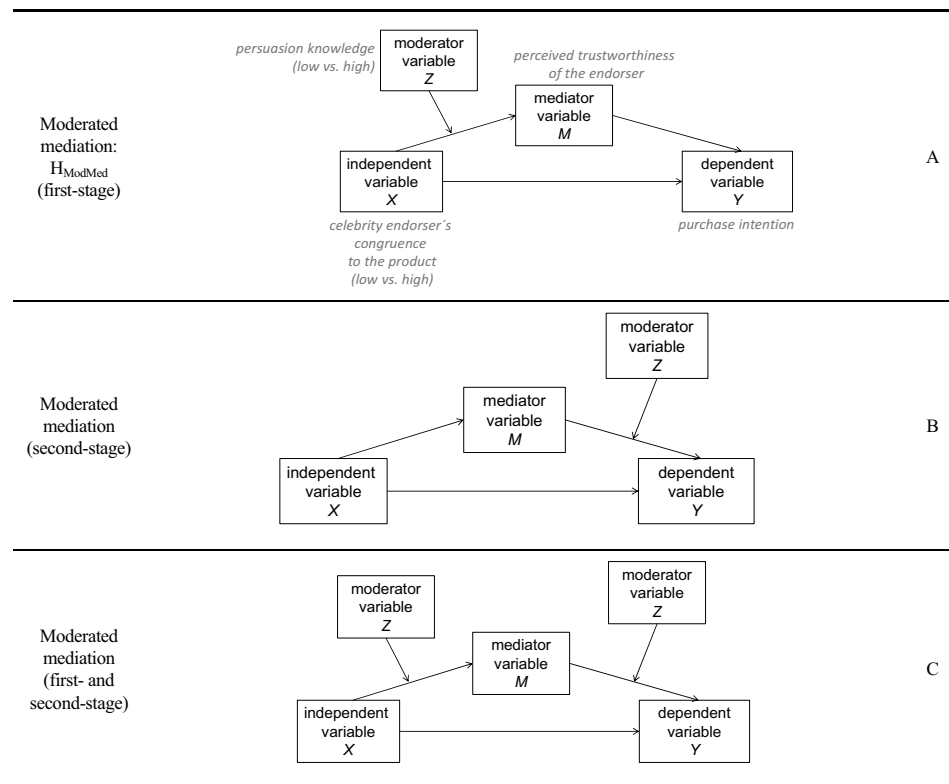 persuasion knowledge
(low vs. high)
moderator
variable
Z
perceived trustworthiness
of the endorser
mediator
variable
M
Moderated
mediation:
H_ModMed
(first-stage)
independent
variable
X
dependent
variable
Y
A
celebrity endorser´s
congruence
to the product
(low vs. high)
purchase intention
moderator
variable
Z
Moderated
mediation
(second-stage)
mediator
variable
M
independent
variable
X
dependent
variable
Y
B
moderator
variable
Z
moderator
variable
Z
Moderated
mediation
(first- and
second-stage)
mediator
variable
M
independent
variable
X
dependent
variable
Y
C